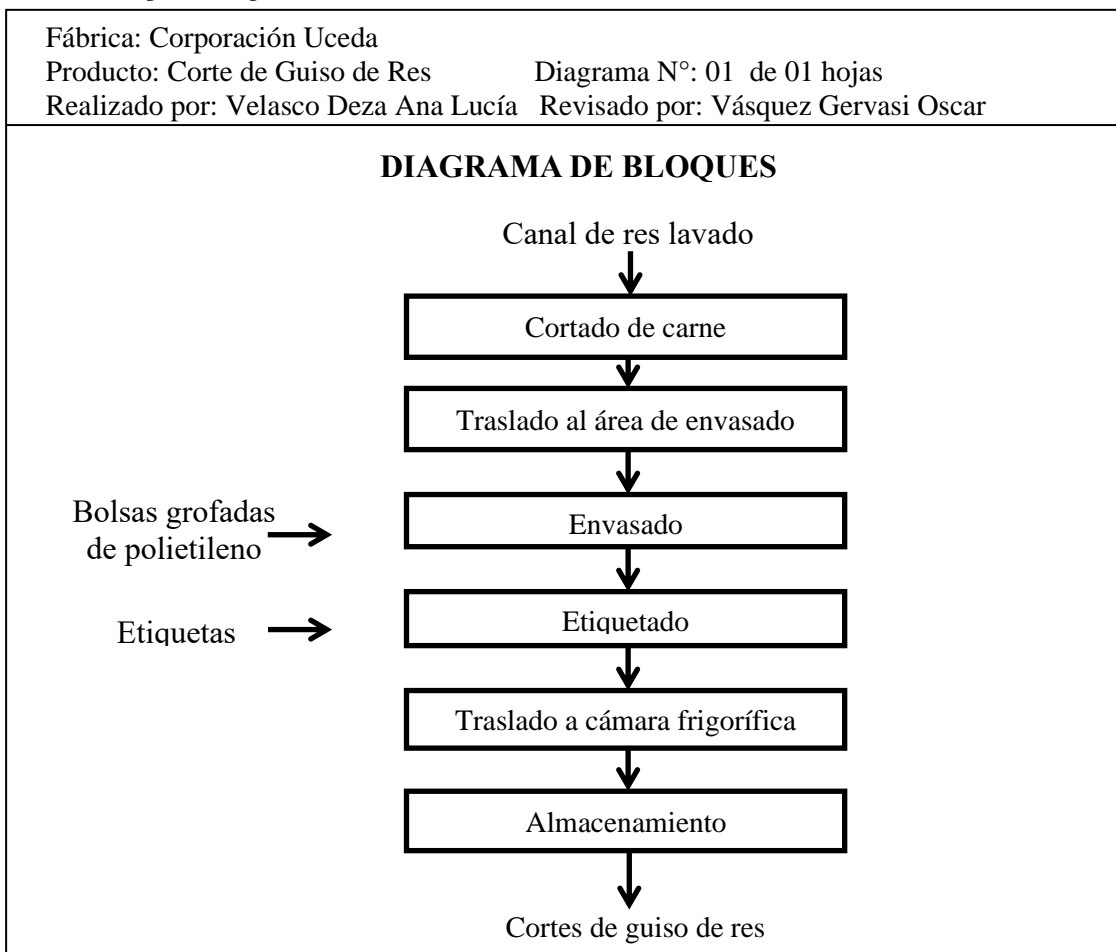 Fábrica: Corporación Uceda
Producto: Corte de Guiso de Res Diagrama N°: 01 de 01 hojas
Realizado por: Velasco Deza Ana Lucía Revisado por: Vásquez Gervasi Oscar
DIAGRAMA DE BLOQUES
Canal de res lavado
Cortado de carne
Traslado al área de envasado
Bolsas grofadas
de polietileno
Envasado
Etiquetas
Etiquetado
Traslado a cámara frigorífica
Almacenamiento
Cortes de guiso de res